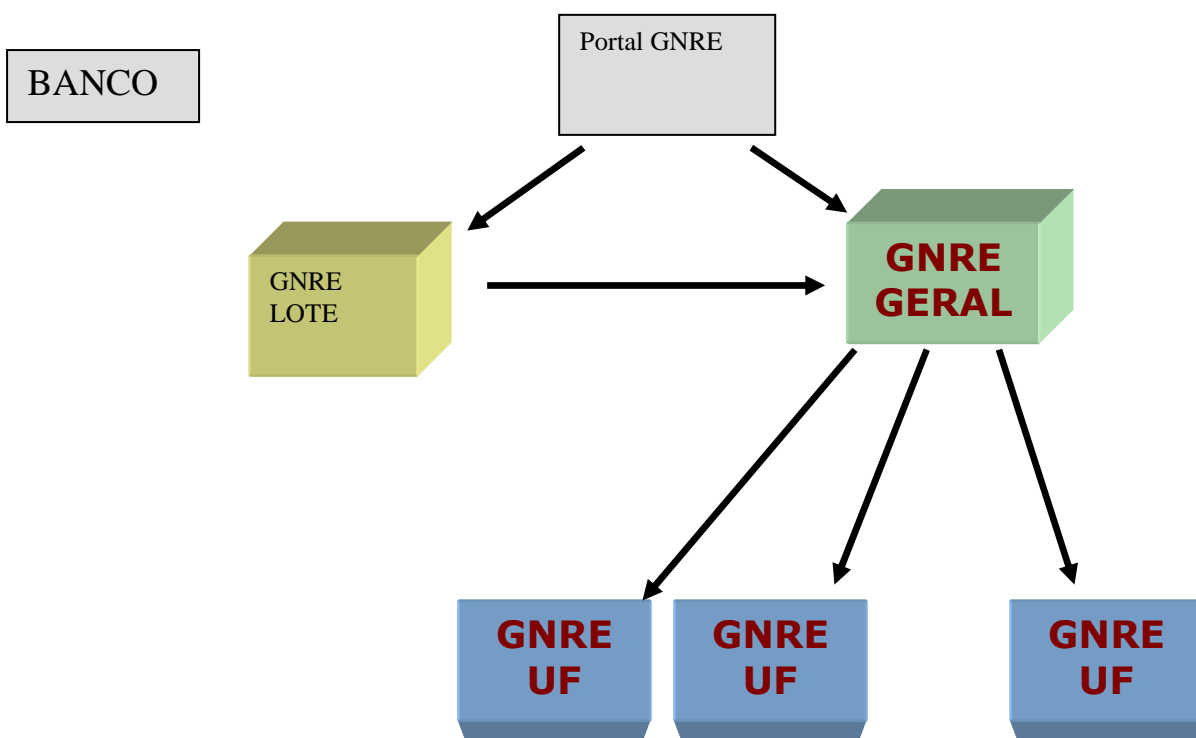 Portal GNRE
BANCO
GNRE
LOTE
GNRE
GERAL
GNRE
UF
GNRE
UF
GNRE
UF